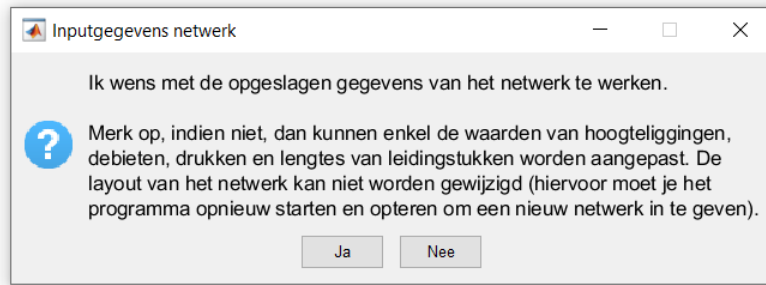 Inputgegevens netwerk
Ik wens met de opgeslagen gegevens van het netwerk te werken.
Merk op, indien niet, dan kunnen enkel de waarden van hoogteliggingen,
debieten, drukken en lengtes van leidingstukken worden aangepast. De
layout van het netwerk kan niet worden gewijzigd (hiervoor moet je het
programma opnieuw starten en opteren om een nieuw netwerk in te geven).
Ja
Nee